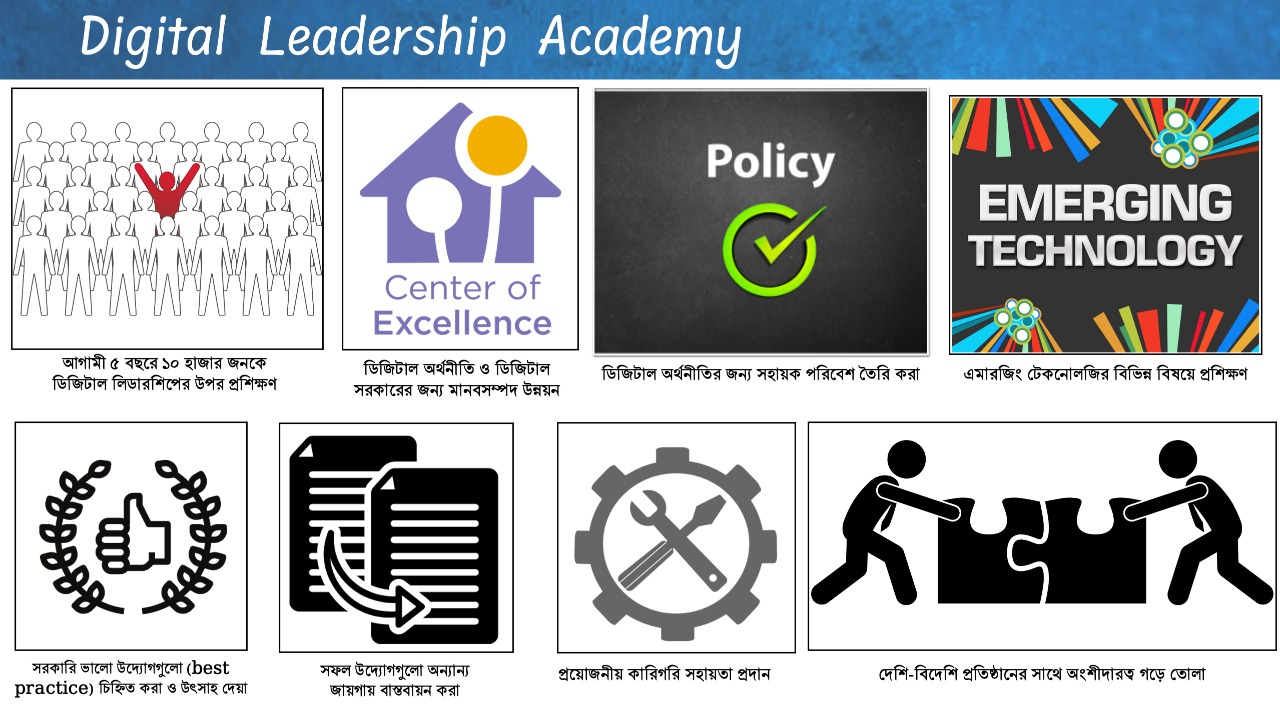 Digital Leadership Academy
Policy
EMERGING
TECHNOLOGY
Center of
Excellence
আগামী ৫ বছরে ১০ হাজার জনকে
ডিজিটাল লিডারশিপের উপর প্রশিক্ষণ
ডিজিটাল অর্থনীতি ও ডিজিটাল
সরকারের জন্য মানবসম্পদ উন্নয়ন
ডিজিটাল অর্থনীতির জন্য সহায়ক পরিবেশ তৈরি করা
এমারজিং টেকনোলজির বিভিন্ন বিষয়ে প্রশিক্ষণ
সরকারি ভালো উদ্যোগগুলো (best
practice) চিহ্নিত করা ও উৎসাহ দেয়া
সফল উদ্যোগগুলো অন্যান্য
জায়গায় বাস্তবায়ন করা
প্রয়োজনীয় কারিগরি সহায়তা প্রদান
দেশি-বিদেশি প্রতিষ্ঠানের সাথে অংশীদারত্ব গড়ে তোলা